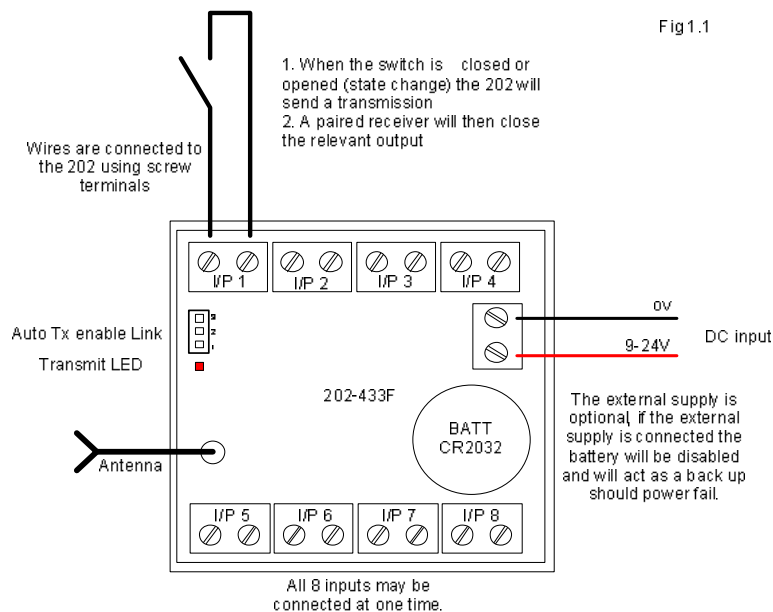 Fig1.1
1. When the switch is closed or
opened (state change) the 202 will
send a transmission
2. A paired receiver will then close
the relevant output
Wires are connected to
the 202 using screw
terminals
I/P 1
I/P 2
I/P 3
I/P 4
3
2
1
Auto Tx enable Link
Transmit LED
0V
9-24V
DC input
202-433F
BATT
CR2032
The external supply is
optional, if the external
supply is connected the
battery will be disabled
and will act as a back up
should power fail.
Antenna
I/P 5
I/P 6
I/P 7
I/P 8
All 8 inputs may be
connected at one time.